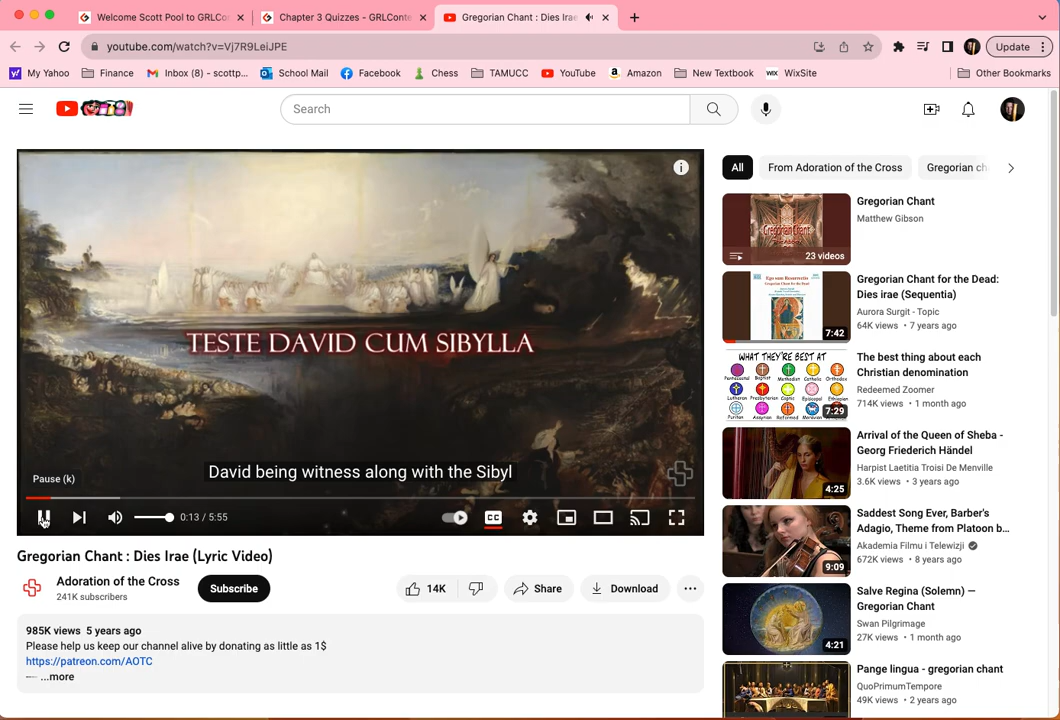 Welcome Scott Pool to GRLCo
Chapter 3 Quizzes - GRLConte
Gregorian Chant : Dies Irae
youtube.com/watch?v=Vj7R9LeiJPE
Update
My Yahoo
Finance
Inbox (8) - scottp...
School Mail
Facebook
Chess
TAMUCC
YouTube
Amazon
New Textbook
WIX
WixSite
Other Bookmarks
Search
All
From Adoration of the Cross
Gregorian ch
TESTE DAVID CUM SIBYLLA
David being witness along with the Sibyl
Pause (k)
0:13 / 5:55
CC
Gregorian Chant : Dies Irae (Lyric Video)
Adoration of the Cross
241K subscribers
Subscribe
14K
Share
Download
985K views 5 years ago
Please help us keep our channel alive by donating as little as 1$
https://patreon.com/AOTC
---- ...more
Gregorian Chant
Matthew Gibson
23 videos
Gregorian Chant for the Dead:
Dies irae (Sequentia)
Aurora Surgit - Topic
64K views • 7 years ago
7:42
WHAT THEY'RE BEST AT
The best thing about each
Christian denomination
Redeemed Zoomer
714K views • 1 month ago
7:29
Arrival of the Queen of Sheba -
Georg Friederich Händel
Harpist Laetitia Troisi De Menville
3.6K views • 3 years ago
4:25
Saddest Song Ever, Barber's
Adagio, Theme from Platoon b...
Akademia Filmu i Telewizji
672K views • 8 years ago
9:09
Salve Regina (Solemn) —
Gregorian Chant
Swan Pilgrimage
27K views • 1 month ago
4:21
Pange lingua - gregorian chant
QuoPrimumTempore
49K views • 2 years ago